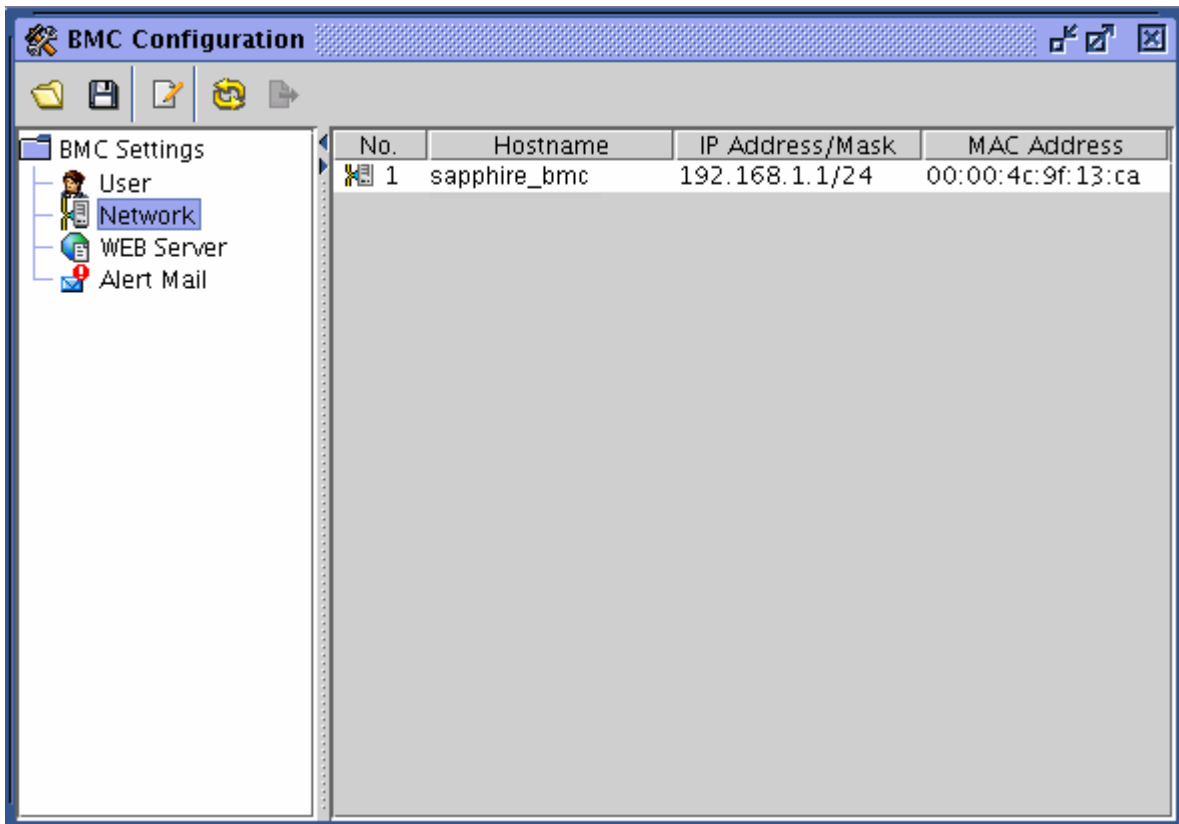 BMC Configuration
BMC Settings
User
Network
WEB Server
Alert Mail
No. Hostname IP Address/Mask MAC Address
1 sapphire_bmc 192.168.1.1/24 00:00:4c:9f:13:ca